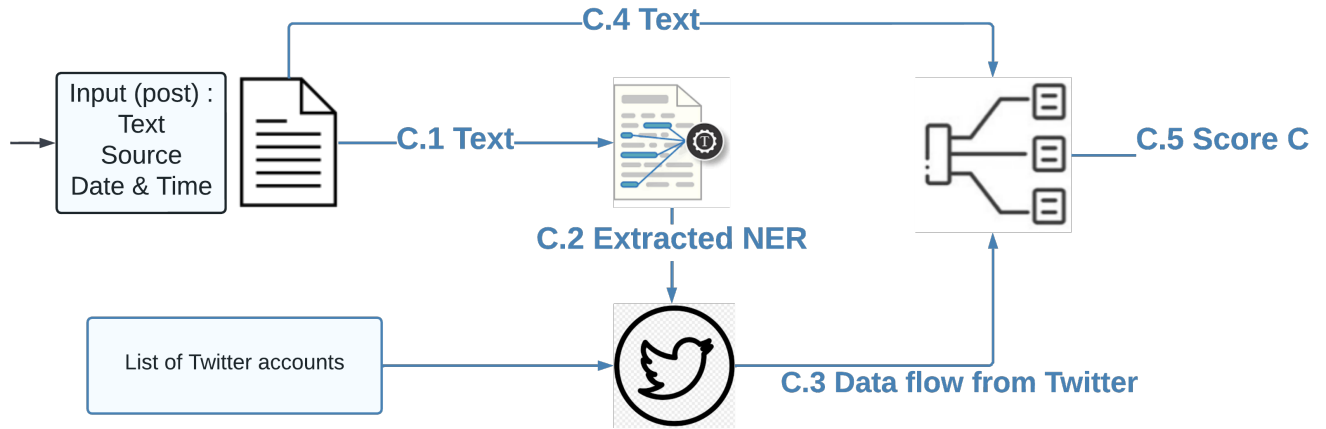 C.4 Text
Input (post) :
Text
Source
Date & Time
C.1 Text
T
C.5 Score C
C.2 Extracted NER
List of Twitter accounts
C.3 Data flow from Twitter